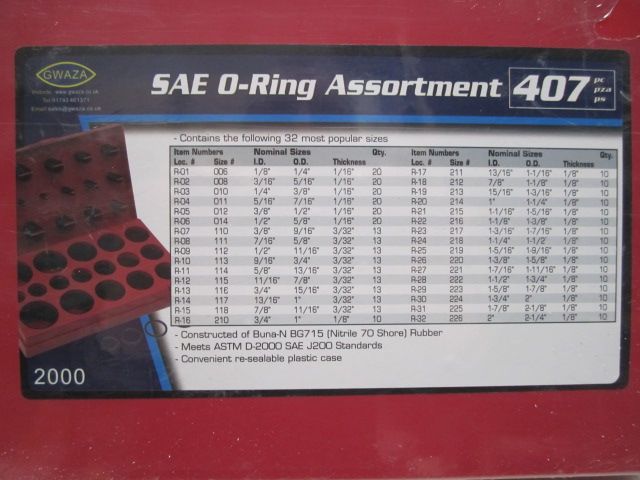 GWAZA
Website: www.gwaza.co.uk
Tel:01743 461371
Email:sales@gwaza.co.uk
SAE O-Ring Assortment 407 pc pza ps
- Contains the following 32 most popular sizes
Item Numbers Nominal Sizes Qty. Item Numbers Nominal Sizes Qty.
Loc. # Size # I.D. O.D. Thickness Loc. # Size # I.D. O.D. Thickness
R-01 006 1/8" 1/4" 1/16" 20 R-17 211 13/16" 1-1/16" 1/8" 10
R-02 008 3/16" 5/16" 1/16" 20 R-18 212 7/8" 1-1/8" 1/8" 10
R-03 010 1/4" 3/8" 1/16" 20 R-19 213 15/16" 1-3/16" 1/8" 10
R-04 011 5/16" 7/16" 1/16" 20 R-20 214 1" 1-1/4" 1/8" 10
R-05 012 3/8" 1/2" 1/16" 20 R-21 215 1-1/16" 1-5/16" 1/8" 10
R-06 014 1/2" 5/8" 1/16" 20 R-22 216 1-1/8" 1-3/8" 1/8" 10
R-07 110 3/8" 9/16" 3/32" 13 R-23 217 1-3/16" 1-7/16" 1/8" 10
R-08 111 7/16" 5/8" 3/32" 13 R-24 218 1-1/4" 1-1/2" 1/8" 10
R-09 112 1/2" 11/16" 3/32" 13 R-25 219 1-5/16" 1-9/16" 1/8" 10
R-10 113 9/16" 3/4" 3/32" 13 R-26 220 1-3/8" 1-5/8" 1/8" 10
R-11 114 5/8" 13/16" 3/32" 13 R-27 221 1-7/16" 1-11/16" 1/8" 10
R-12 115 11/16" 7/8" 3/32" 13 R-28 222 1-1/2" 1-3/4" 1/8" 10
R-13 116 3/4" 15/16" 3/32" 13 R-29 223 1-5/8" 1-7/8" 1/8" 10
R-14 117 13/16" 1" 3/32" 13 R-30 224 1-3/4" 2" 1/8" 10
R-15 118 7/8" 11/16" 3/32" 13 R-31 225 1-7/8" 2-1/8" 1/8" 10
R-16 210 3/4" 1" 1/8" 10 R-32 226 2" 2-1/4" 1/8" 10
- Constructed of Buna-N BG715 (Nitrile 70 Shore) Rubber
- Meets ASTM D-2000 SAE J200 Standards
- Convenient re-sealable plastic case
2000